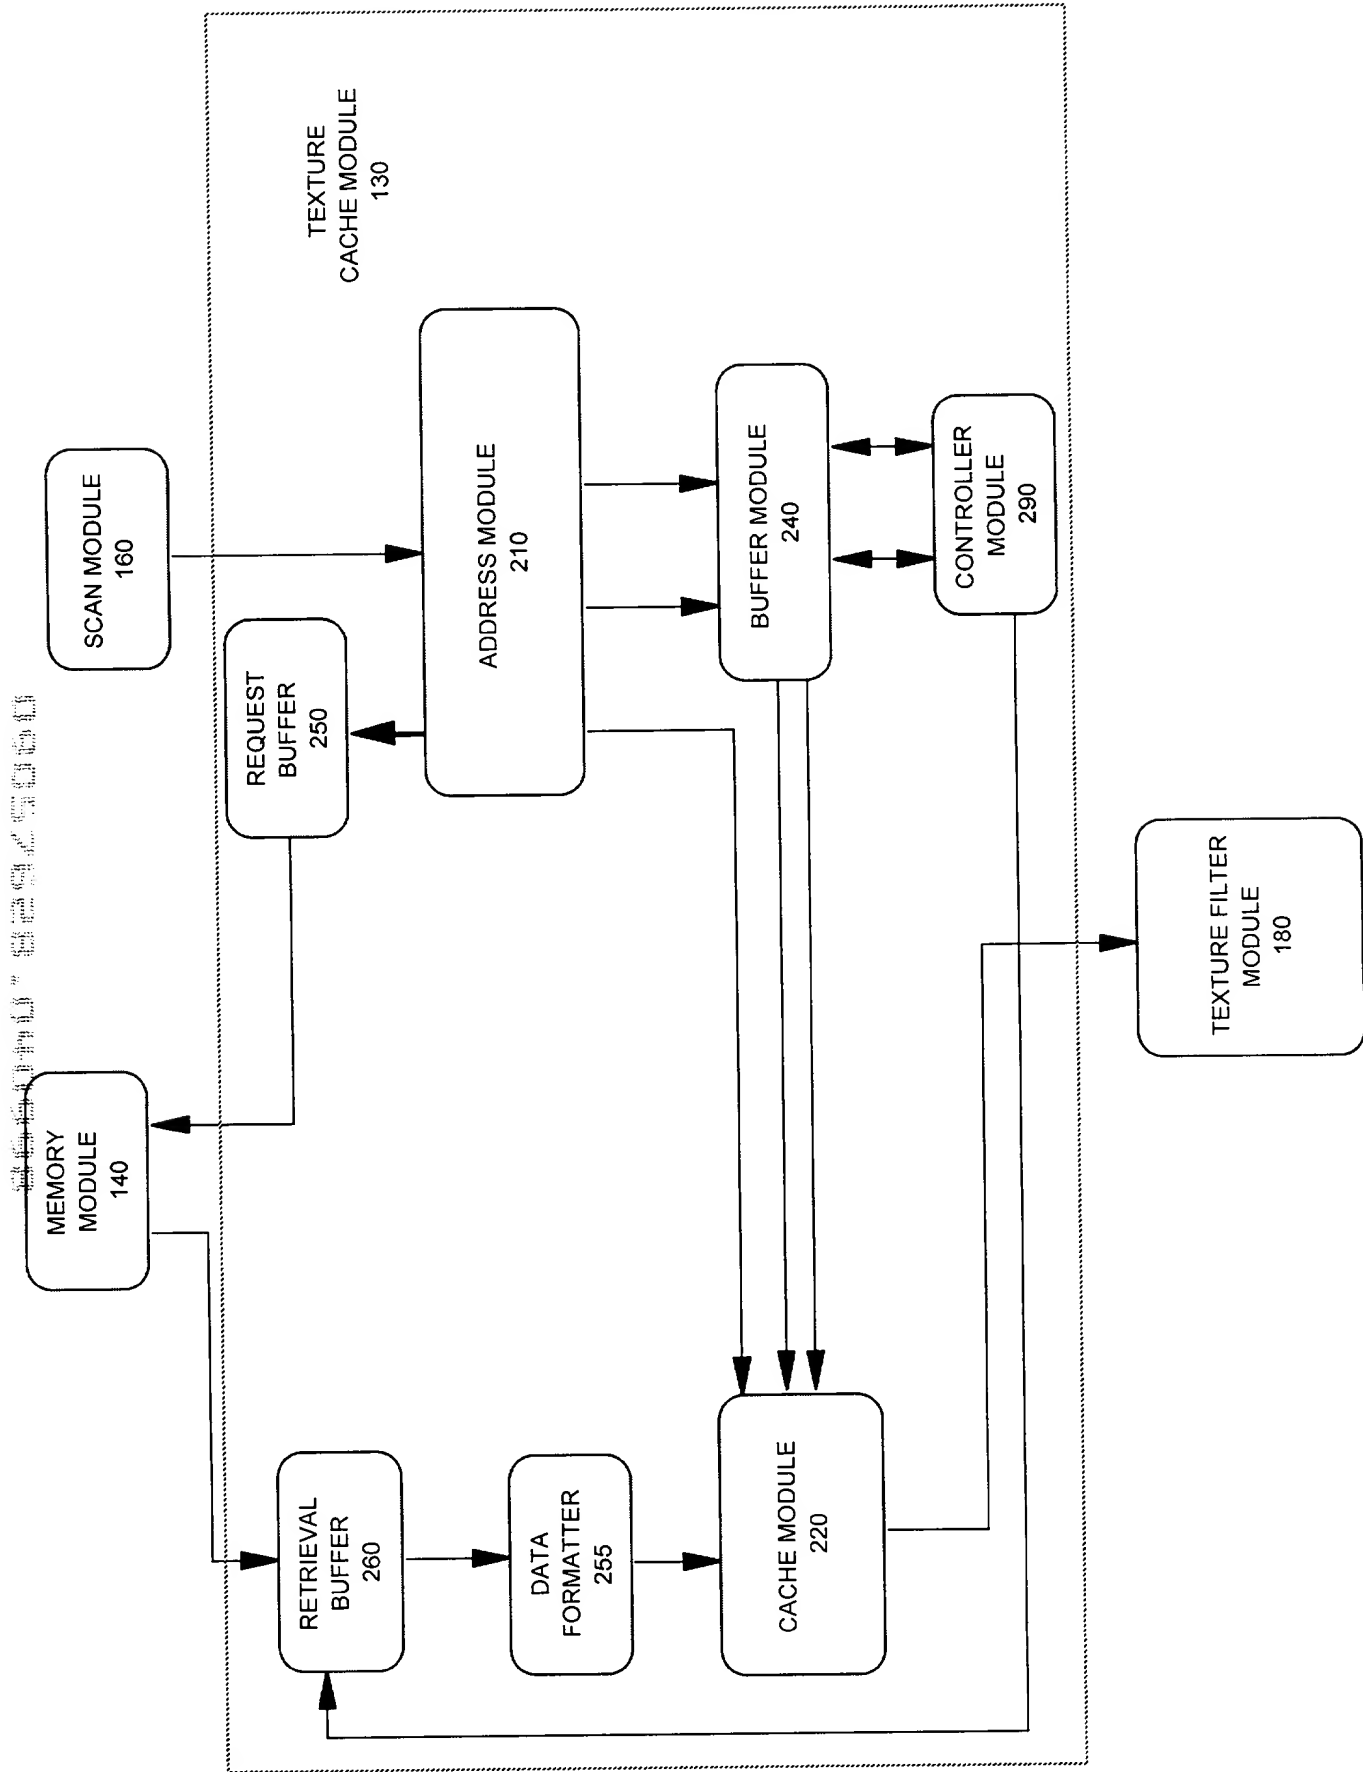 MEMORY
MODULE
140
SCAN MODULE
160
RETRIEVAL
BUFFER
260
REQUEST
BUFFER
250
TEXTURE
CACHE MODULE
130
DATA
FORMATTER
255
ADDRESS MODULE
210
CACHE MODULE
220
BUFFER MODULE
240
CONTROLLER
MODULE
290
TEXTURE FILTER
MODULE
180